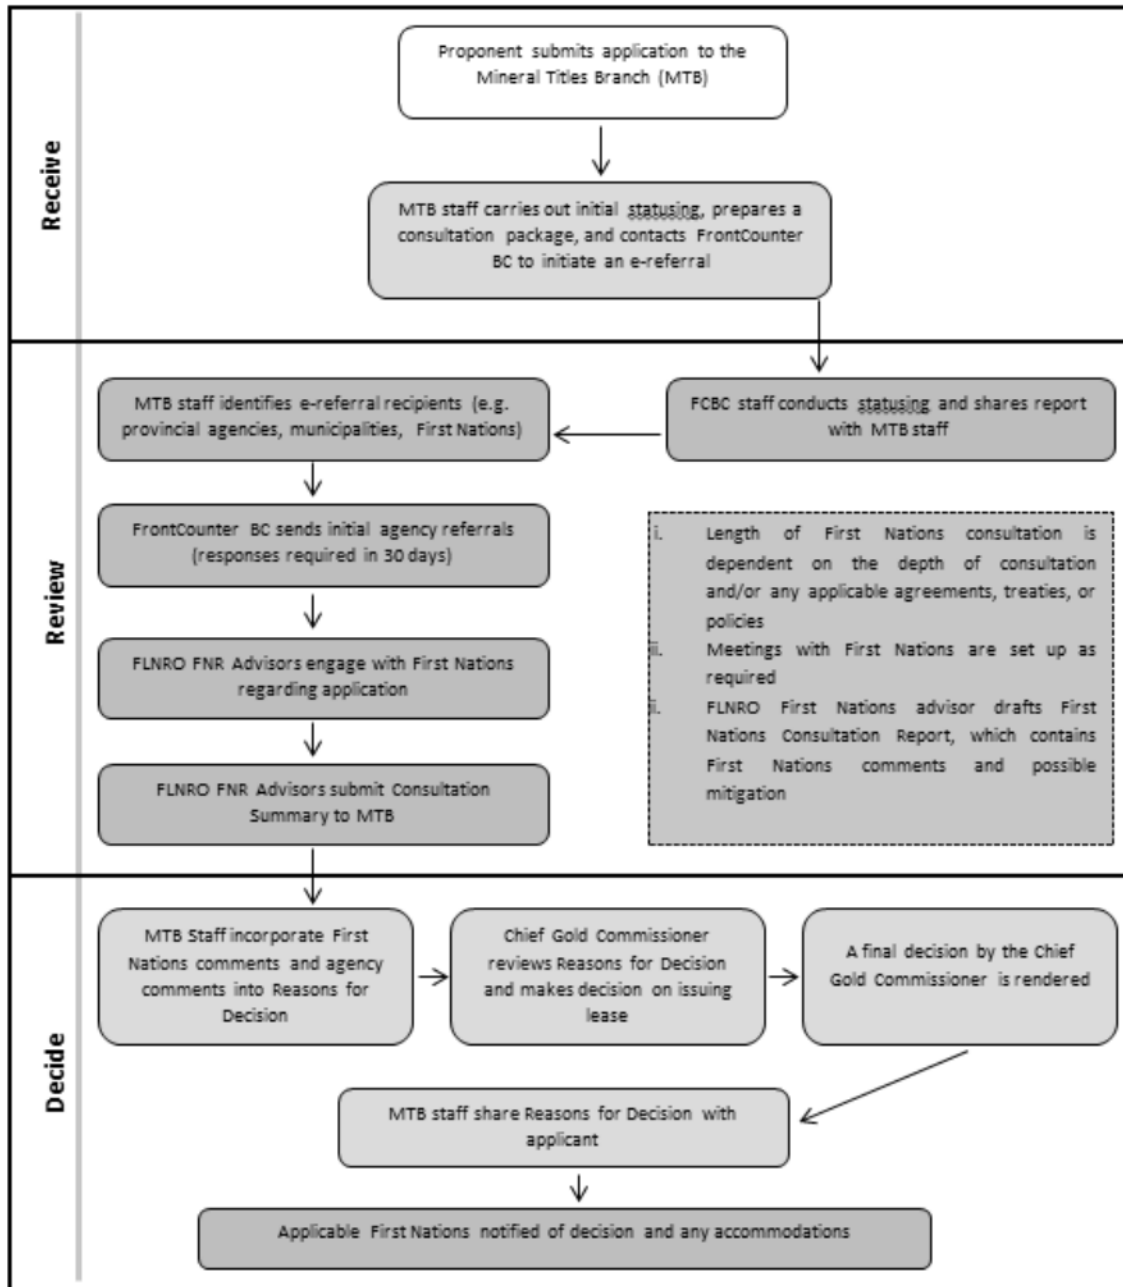 Receive
Proponent submits application to the
Mineral Titles Branch (MTB)
MTB staff carries out initial statusing, prepares a
consultation package, and contacts FrontCounter
BC to initiate an e-referral
Review
FCBC staff conducts statusing and shares report
with MTB staff
MTB staff identifies e-referral recipients (e.g.
provincial agencies, municipalities, First Nations)
FrontCounter BC sends initial agency referrals
(responses required in 30 days)
FLNRO FNR Advisors engage with First Nations
regarding application
FLNRO FNR Advisors submit Consultation
Summary to MTB
i. Length of First Nations consultation is
dependent on the depth of consultation
and/or any applicable agreements, treaties, or
policies
ii. Meetings with First Nations are set up as
required
i. FLNRO First Nations advisor drafts First
Nations Consultation Report, which contains
First Nations comments and possible
mitigation
Decide
MTB Staff incorporate First
Nations comments and agency
comments into Reasons for
Decision
Chief Gold Commissioner
reviews Reasons for Decision
and makes decision on issuing
lease
A final decision by the Chief
Gold Commissioner is rendered
MTB staff share Reasons for Decision with
applicant
Applicable First Nations notified of decision and any accommodations